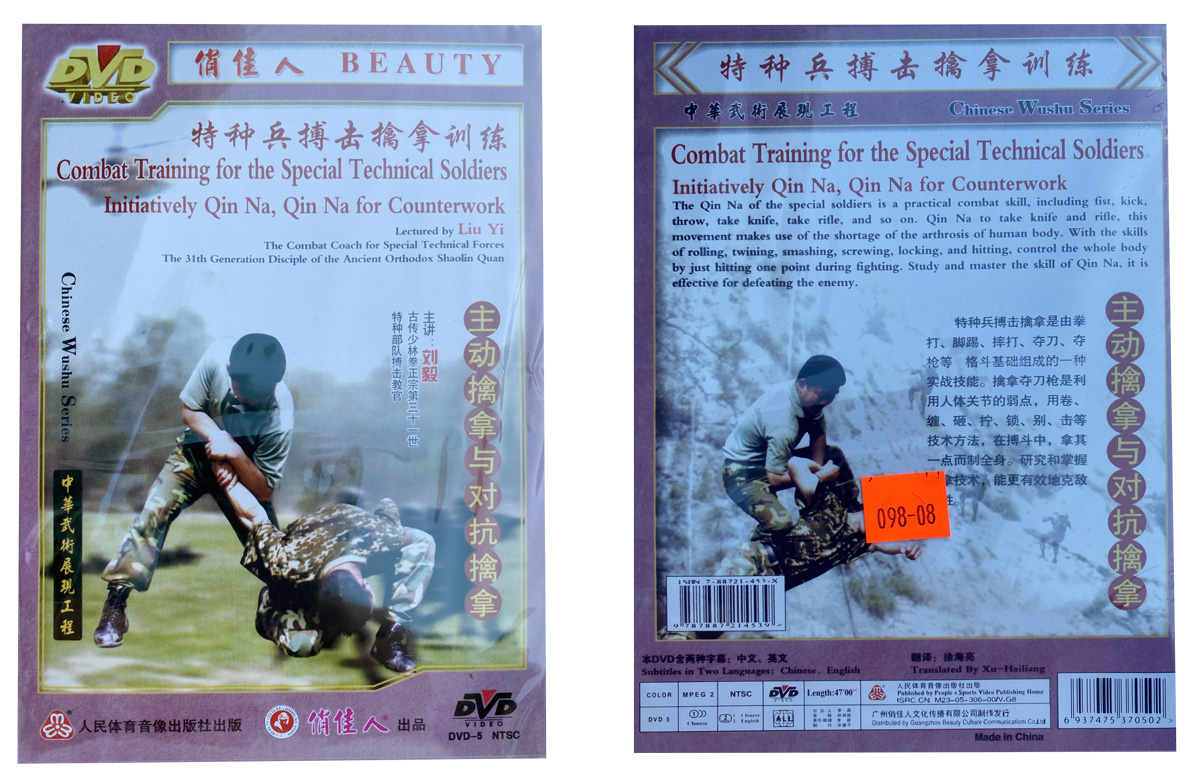 DVD
VIDEO
俏佳人 BEAUTY
特种兵搏击擒拿训练
Combat Training for the Special Technical Soldiers
Initiatively Qin Na, Qin Na for Counterwork
Lectured by Liu Yi
The Combat Coach for Special Technical Forces
The 31th Generation Disciple of the Ancient Orthodox Shaolin Quan
Chinese Wushu Series
中華武術展現工程
主动擒拿与对抗擒拿
主讲：刘毅
古传少林拳正宗第三十一世
特种部队搏击教官
人民体育音像出版社出版
俏佳人 出品
DVD
VIDEO
DVD-5 NTSC
特种兵搏击擒拿训练
中華武術展現工程 Chinese Wushu Series
Combat Training for the Special Technical Soldiers
Initiatively Qin Na, Qin Na for Counterwork
The Qin Na of the special soldiers is a practical combat skill, including fist, kick,
throw, take knife, take rifle, and so on. Qin Na to take knife and rifle, this
movement makes use of the shortage of the arthrosis of human body. With the skills
of rolling, twining, smashing, screwing, locking, and hitting, control the whole body
by just hitting one point during fighting. Study and master the skill of Qin Na, it is
effective for defeating the enemy.
主动擒拿与对抗擒拿
特种兵搏击擒拿是由拳
打、脚踢、摔打、夺刀、夺
枪等 格斗基础组成的一种
实战技能。擒拿夺刀枪是利
用人体关节的弱点，用卷、
缠、砸、拧、锁、别、击等
技术方法，在搏斗中，拿其
一点而制全身。研究和掌握
拿技术，能更有效地克敌
性。
098-08
ISBN 7-88721-453-X
9 787887 214539 >
本DVD含两种字幕：中文、英文
Subtitles in Two Languages: Chinese、English
翻译：徐海亮
Translated By Xu-Hailiang
COLOR MPEG 2 NTSC DVD VIDEO Length:47'00"
DVD 5 Chinese Chinese English ALL
人民体育音像出版社出版
Published by People's Sports Video Publishing House
ISRC CN M23-05-306-00/V.G8
广州俏佳人文化传播有限公司制作发行
Distributed by Guangzhou Beauty Culture Communication Co.,Ltd
6 937475 370502 >
Made in China